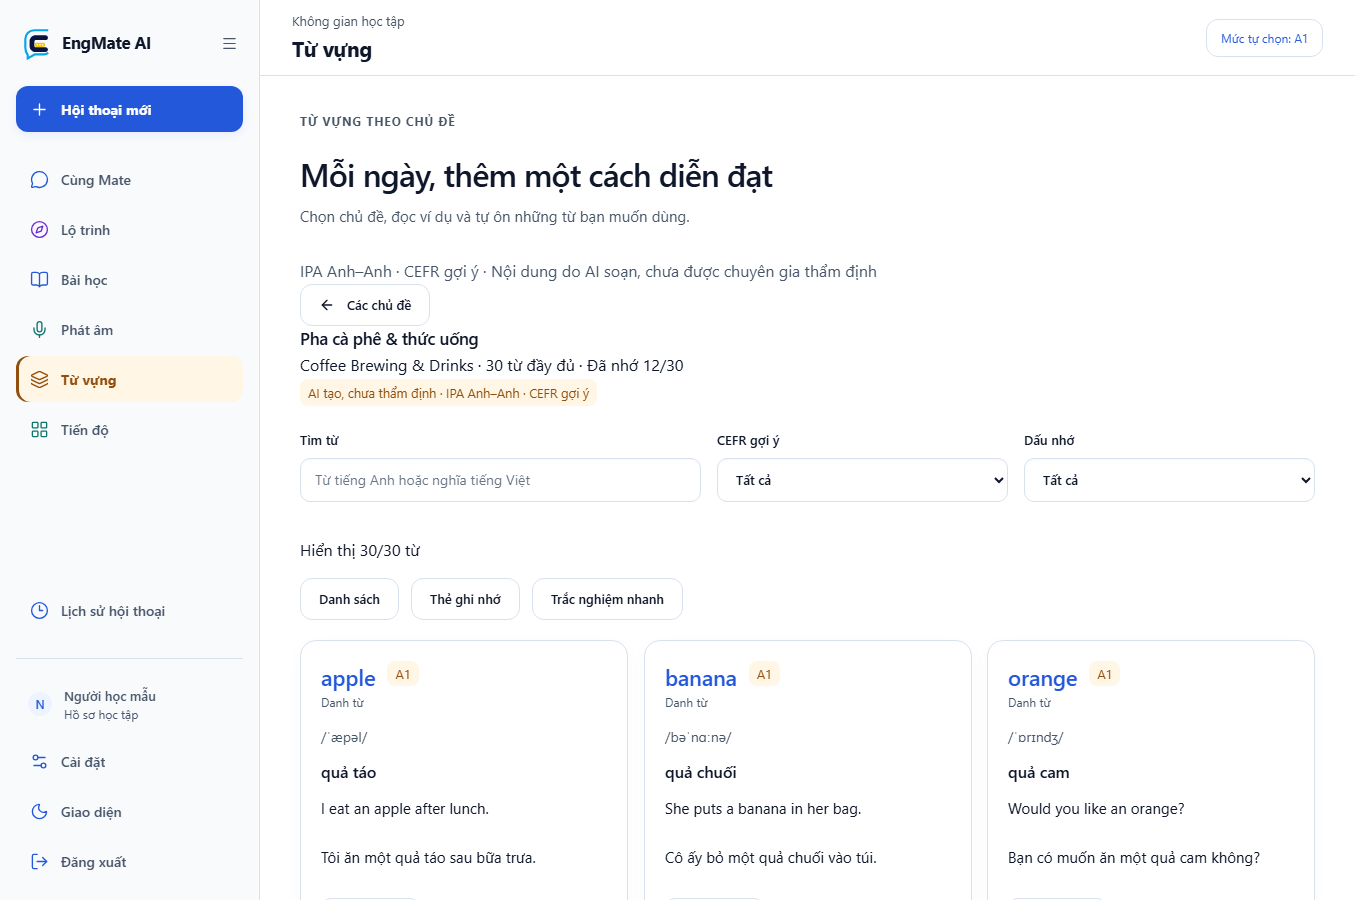 EngMate AI
Hội thoại mới
Cùng Mate
Lộ trình
Bài học
Phát âm
Từ vựng
Tiến độ
Lịch sử hội thoại
N
Người học mẫu
Hồ sơ học tập
Cài đặt
Giao diện
Đăng xuất
Không gian học tập
Từ vựng
Mức tự chọn: A1
TỪ VỰNG THEO CHỦ ĐỀ
Mỗi ngày, thêm một cách diễn đạt
Chọn chủ đề, đọc ví dụ và tự ôn những từ bạn muốn dùng.
IPA Anh–Anh · CEFR gợi ý · Nội dung do AI soạn, chưa được chuyên gia thẩm định
Các chủ đề
Pha cà phê & thức uống
Coffee Brewing & Drinks · 30 từ đầy đủ · Đã nhớ 12/30
AI tạo, chưa thẩm định · IPA Anh–Anh · CEFR gợi ý
Tìm từ
Từ tiếng Anh hoặc nghĩa tiếng Việt
CEFR gợi ý
Tất cả
Dấu nhớ
Tất cả
Hiển thị 30/30 từ
Danh sách
Thẻ ghi nhớ
Trắc nghiệm nhanh
apple A1
Danh từ
/ˈæpəl/
quả táo
I eat an apple after lunch.
Tôi ăn một quả táo sau bữa trưa.
banana A1
Danh từ
/bəˈnɑːnə/
quả chuối
She puts a banana in her bag.
Cô ấy bỏ một quả chuối vào túi.
orange A1
Danh từ
/ˈɒrɪndʒ/
quả cam
Would you like an orange?
Bạn có muốn ăn một quả cam không?